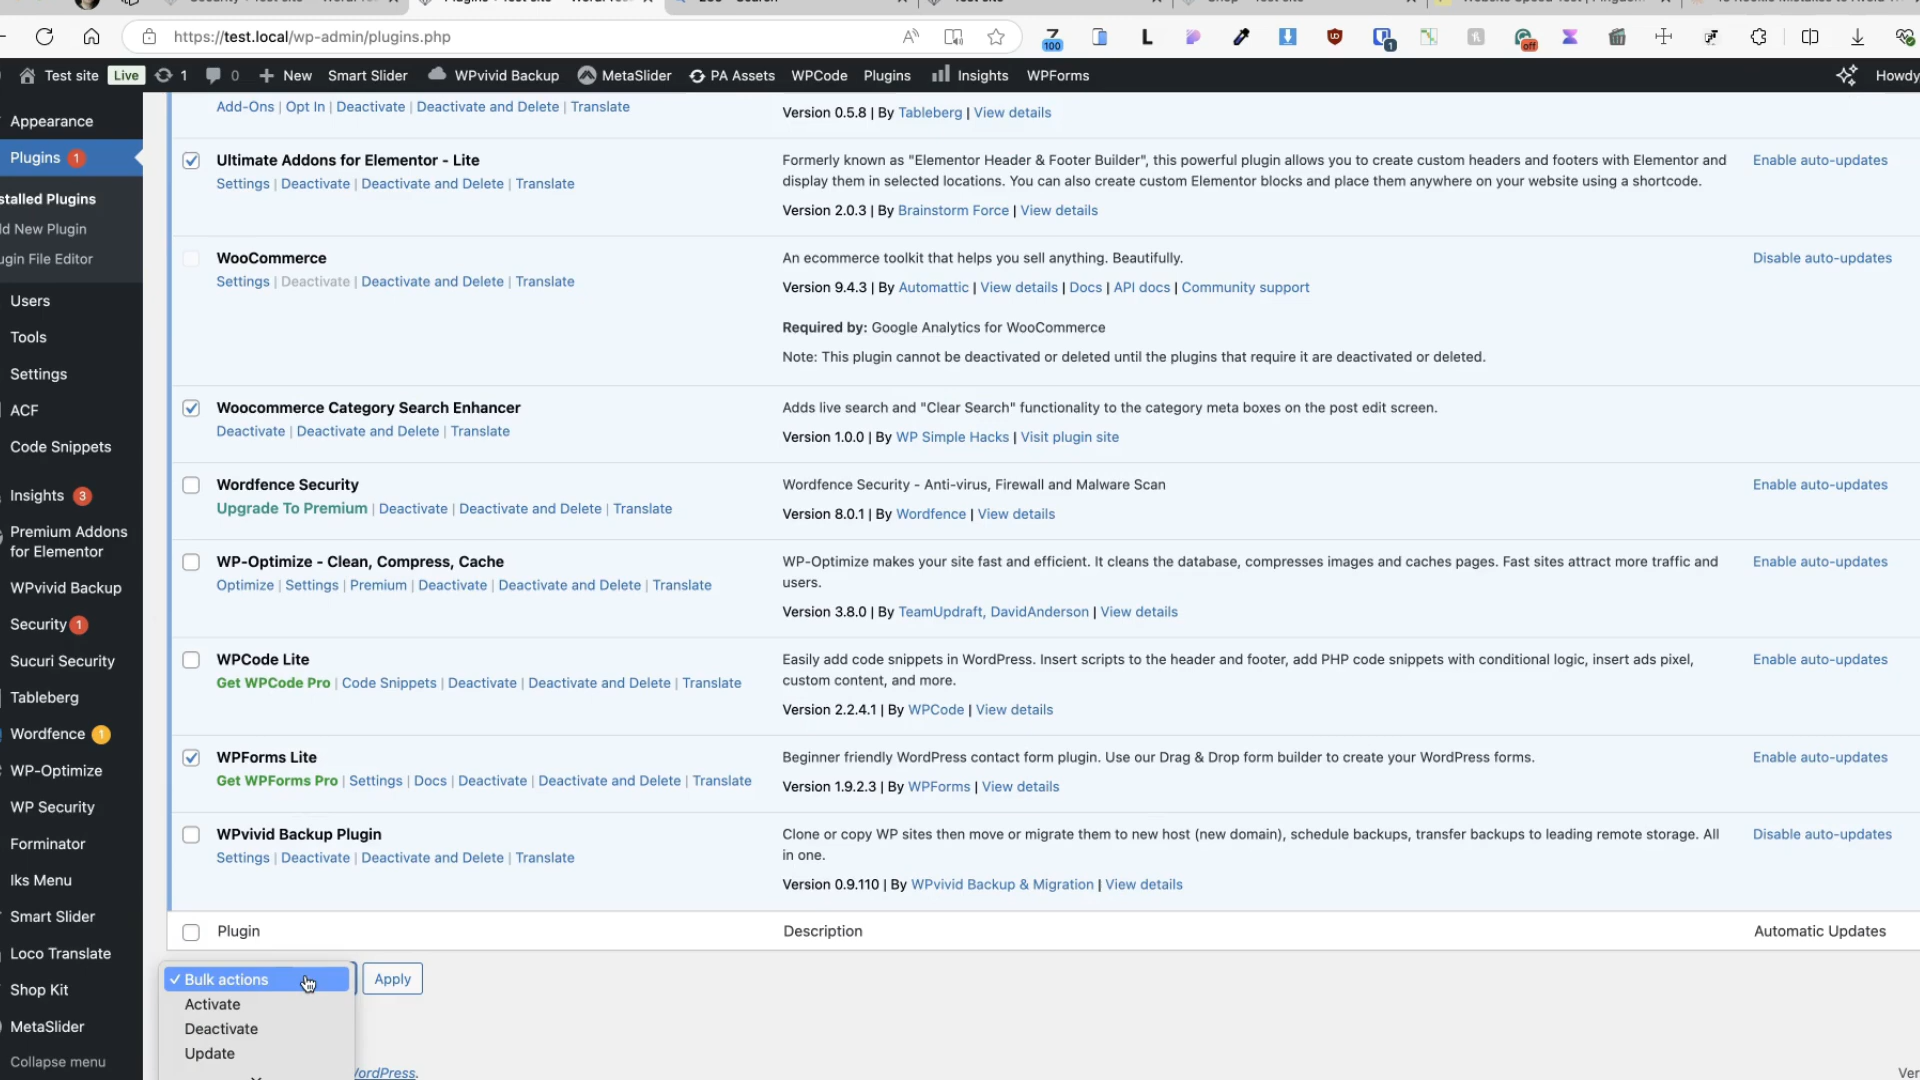 https://test.local/wp-admin/plugins.php
Test site Live 1 0 New Smart Slider WPvivid Backup MetaSlider PA Assets WPCode Plugins Insights WPForms Howdy
Appearance
Plugins 1
stalled Plugins
ld New Plugin
ugin File Editor
Users
Tools
Settings
ACF
Code Snippets
Insights 3
Premium Addons
for Elementor
WPvivid Backup
Security 1
Sucuri Security
Tableberg
Wordfence 1
WP-Optimize
WP Security
Forminator
Iks Menu
Smart Slider
Loco Translate
Shop Kit
MetaSlider
Collapse menu
Add-Ons | Opt In | Deactivate | Deactivate and Delete | Translate
Version 0.5.8 | By Tableberg | View details
Ultimate Addons for Elementor - Lite
Settings | Deactivate | Deactivate and Delete | Translate
Formerly known as "Elementor Header & Footer Builder", this powerful plugin allows you to create custom headers and footers with Elementor and
display them in selected locations. You can also create custom Elementor blocks and place them anywhere on your website using a shortcode.
Version 2.0.3 | By Brainstorm Force | View details
Enable auto-updates
WooCommerce
Settings | Deactivate | Deactivate and Delete | Translate
An ecommerce toolkit that helps you sell anything. Beautifully.
Version 9.4.3 | By Automattic | View details | Docs | API docs | Community support
Required by: Google Analytics for WooCommerce
Note: This plugin cannot be deactivated or deleted until the plugins that require it are deactivated or deleted.
Disable auto-updates
Woocommerce Category Search Enhancer
Deactivate | Deactivate and Delete | Translate
Adds live search and "Clear Search" functionality to the category meta boxes on the post edit screen.
Version 1.0.0 | By WP Simple Hacks | Visit plugin site
Wordfence Security
Upgrade To Premium | Deactivate | Deactivate and Delete | Translate
Wordfence Security - Anti-virus, Firewall and Malware Scan
Version 8.0.1 | By Wordfence | View details
Enable auto-updates
WP-Optimize - Clean, Compress, Cache
Optimize | Settings | Premium | Deactivate | Deactivate and Delete | Translate
WP-Optimize makes your site fast and efficient. It cleans the database, compresses images and caches pages. Fast sites attract more traffic and
users.
Version 3.8.0 | By TeamUpdraft, DavidAnderson | View details
Enable auto-updates
WPCode Lite
Get WPCode Pro | Code Snippets | Deactivate | Deactivate and Delete | Translate
Easily add code snippets in WordPress. Insert scripts to the header and footer, add PHP code snippets with conditional logic, insert ads pixel,
custom content, and more.
Version 2.2.4.1 | By WPCode | View details
Enable auto-updates
WPForms Lite
Get WPForms Pro | Settings | Docs | Deactivate | Deactivate and Delete | Translate
Beginner friendly WordPress contact form plugin. Use our Drag & Drop form builder to create your WordPress forms.
Version 1.9.2.3 | By WPForms | View details
Enable auto-updates
WPvivid Backup Plugin
Settings | Deactivate | Deactivate and Delete | Translate
Clone or copy WP sites then move or migrate them to new host (new domain), schedule backups, transfer backups to leading remote storage. All
in one.
Version 0.9.110 | By WPvivid Backup & Migration | View details
Disable auto-updates
Plugin Description Automatic Updates
Bulk actions Apply
Activate
Deactivate
Update
WordPress.
Ver